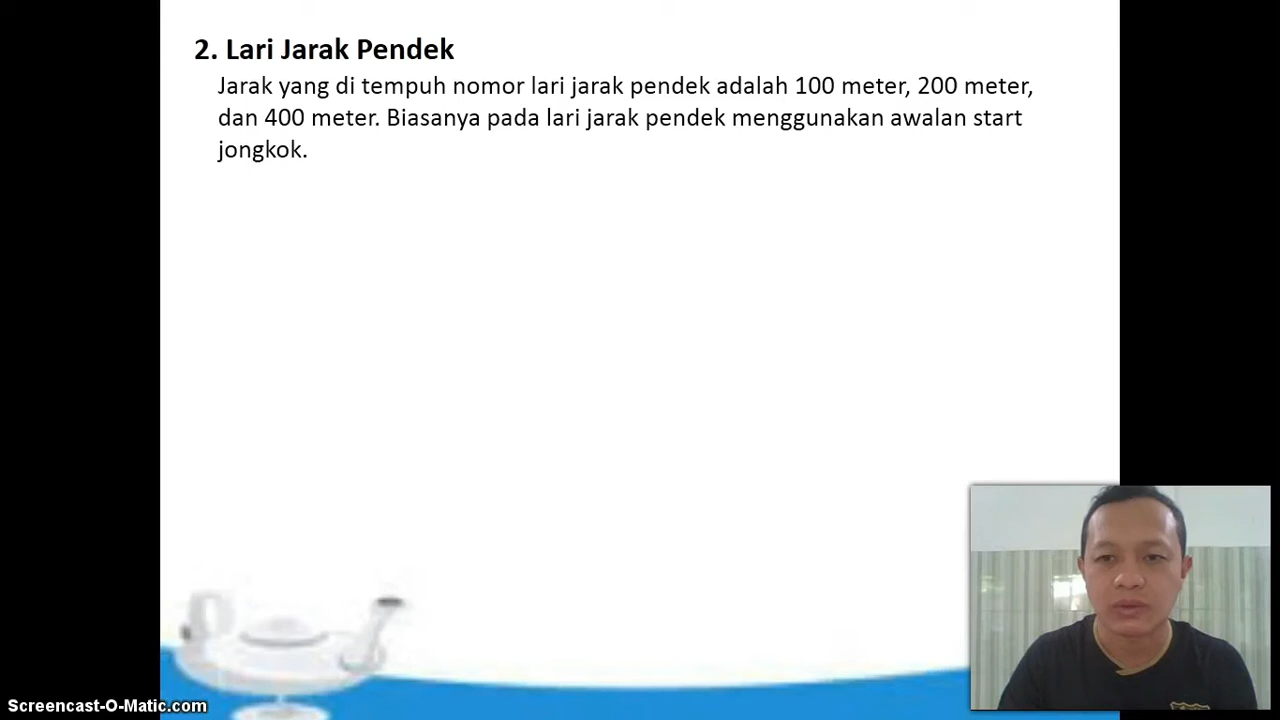 2. Lari Jarak Pendek
Jarak yang di tempuh nomor lari jarak pendek adalah 100 meter, 200 meter,
dan 400 meter. Biasanya pada lari jarak pendek menggunakan awalan start
jongkok.
Screencast-O-Matic.com